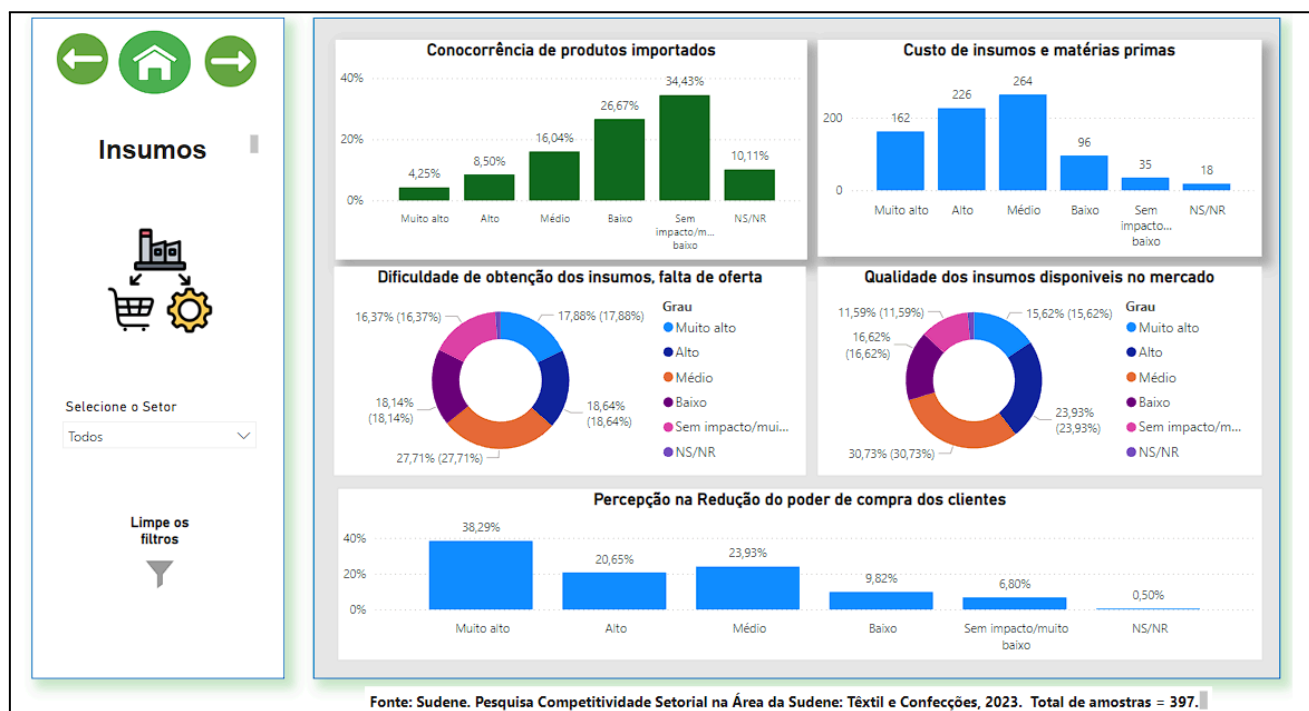 Insumos
Selecione o Setor
Todos
Limpe os
filtros
Conocorrência de produtos importados
40%
20%
0%
4,25%
8,50%
16,04%
26,67%
34,43%
10,11%
Muito alto
Alto
Médio
Baixo
Sem
impacto/m...
baixo
NS/NR
Custo de insumos e matérias primas
200
0
162
226
264
96
35
18
Muito alto
Alto
Médio
Baixo
Sem
impacto...
baixo
NS/NR
Dificuldade de obtenção dos insumos, falta de oferta
16,37% (16,37%)
17,88% (17,88%)
18,14%
(18,14%)
18,64%
(18,64%)
27,71% (27,71%)
Grau
Muito alto
Alto
Médio
Baixo
Sem impacto/mui...
NS/NR
Qualidade dos insumos disponiveis no mercado
11,59% (11,59%)
15,62% (15,62%)
16,62%
(16,62%)
23,93%
(23,93%)
30,73% (30,73%)
Grau
Muito alto
Alto
Médio
Baixo
Sem impacto/m...
NS/NR
Percepção na Redução do poder de compra dos clientes
40%
20%
0%
38,29%
20,65%
23,93%
9,82%
6,80%
0,50%
Muito alto
Alto
Médio
Baixo
Sem impacto/muito
baixo
NS/NR
Fonte: Sudene. Pesquisa Competitividade Setorial na Área da Sudene: Têxtil e Confecções, 2023. Total de amostras = 397.